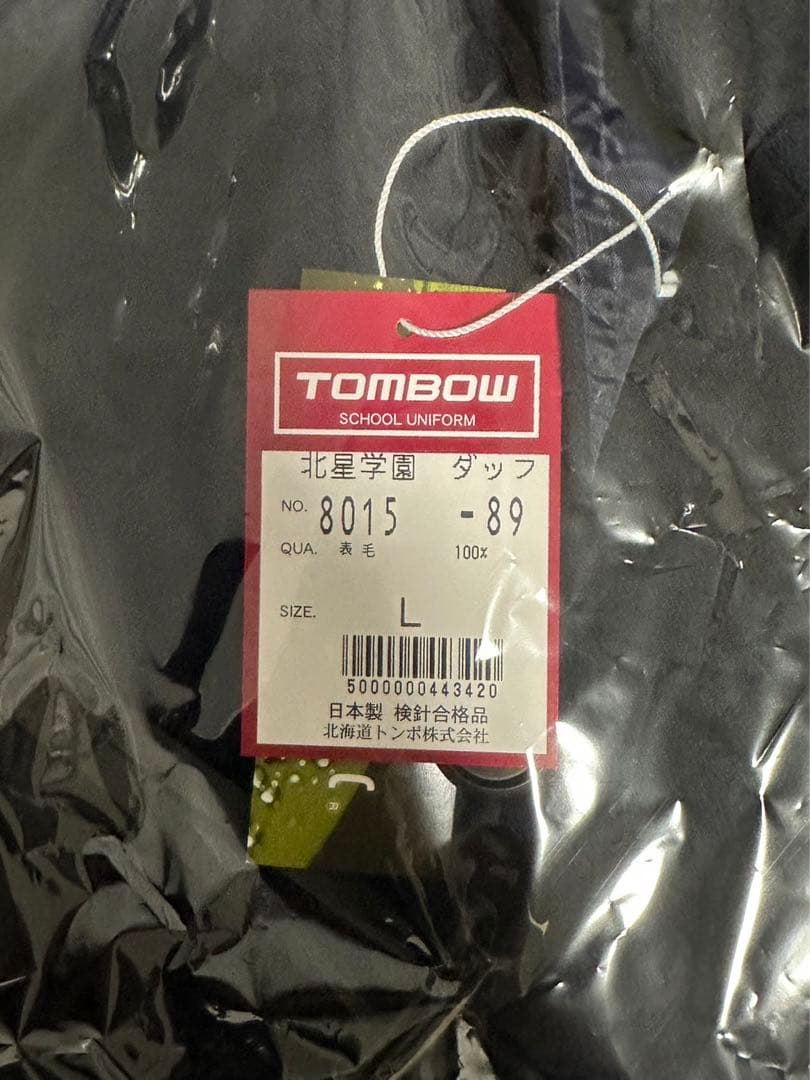 TOMBOW
SCHOOL UNIFORM
北星学園 ダッフ
NO. 8015 -89
QUA. 表 毛 100%
SIZE. L
5000000443420
日本製 検針合格品
北海道トンボ株式会社